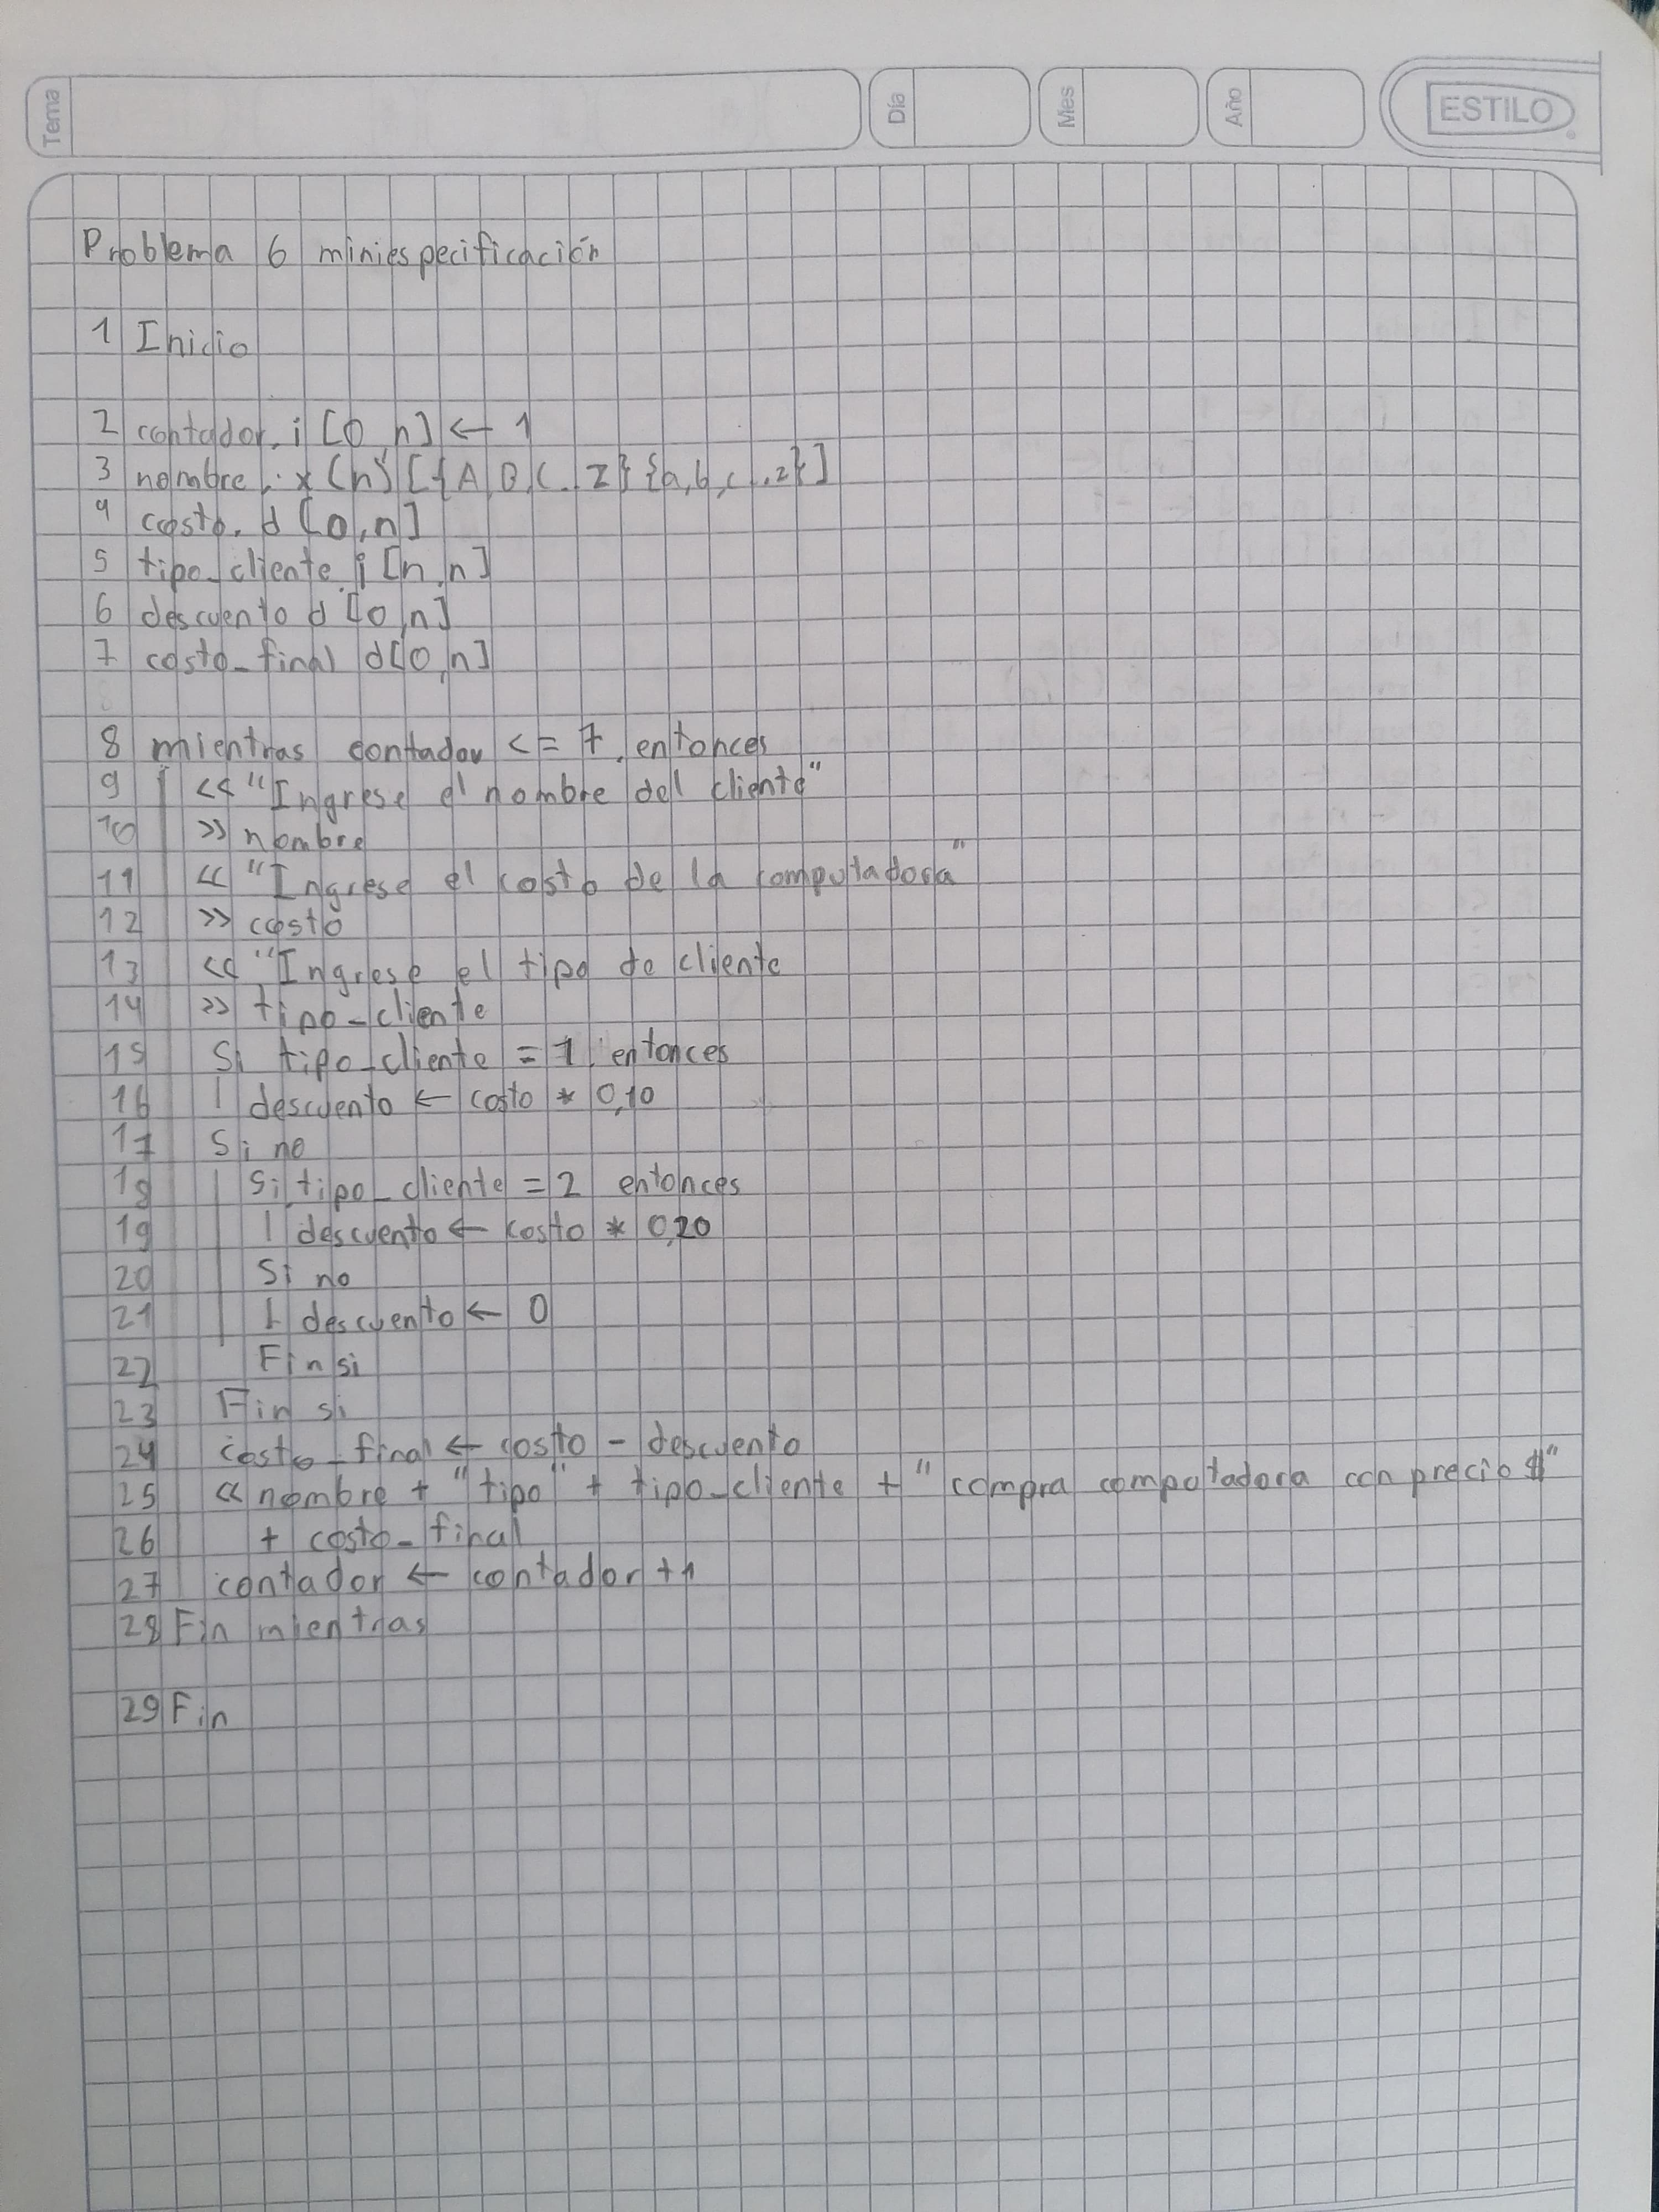 Tema Día Mes Año ESTILO
Problema 6 miniespecificación
1 Inicio
2 contador, i [0, n] ← 1
3 nombre, x (n) [{A,B,C..Z}{a,b,c,..z}]
4 costo, d [0,n]
5 tipo_cliente, i [n,n]
6 descuento d [0,n]
7 costo_final d[0,n]
8 mientras contador <= 7, entonces
9 << "Ingrese el nombre del cliente"
10 >> nombre
11 << "Ingrese el costo de la computadora"
12 >> costo
13 << "Ingrese el tipo de cliente
14 >> tipo_cliente
15 Si tipo_cliente = 1, entonces
16 descuento ← costo * 0,10
17 Si no
18 Si tipo_cliente = 2 entonces
19 descuento ← costo * 0,20
20 Si no
21 descuento ← 0
22 Fin si
23 Fin si
24 costo_final ← costo - descuento
25 << nombre + "tipo" + tipo_cliente + " compra computadora con precio $"
26 + costo_final
27 contador ← contador +1
28 Fin mientras
29 Fin